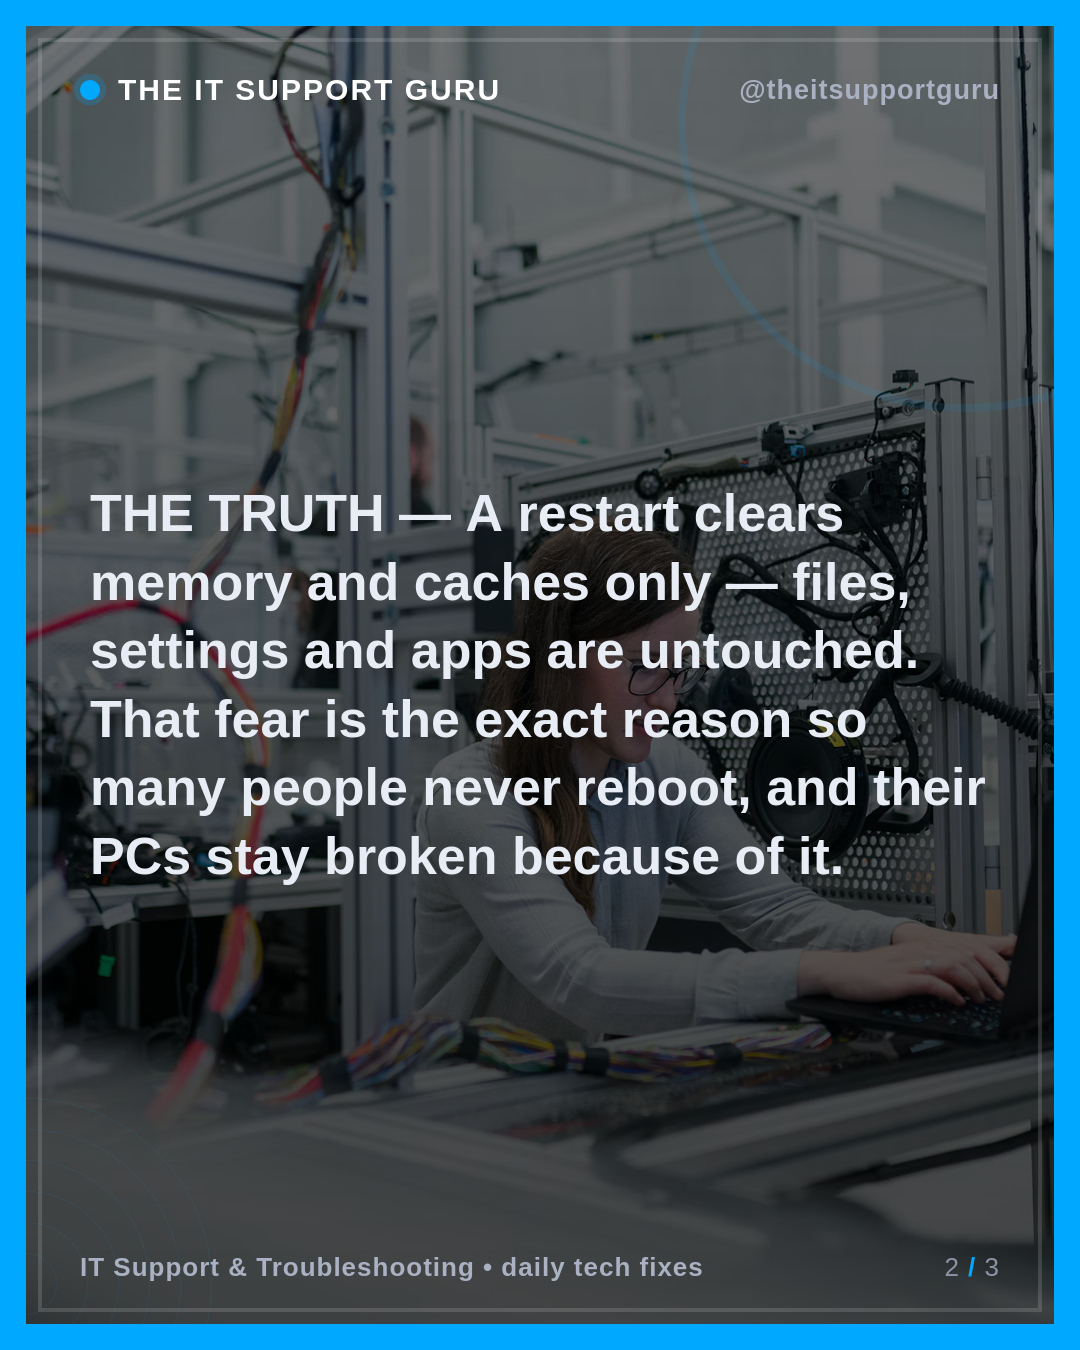 THE IT SUPPORT GURU
@theitsupportguru
THE TRUTH — A restart clears
memory and caches only — files,
settings and apps are untouched.
That fear is the exact reason so
many people never reboot, and their
PCs stay broken because of it.
IT Support & Troubleshooting • daily tech fixes
2 / 3